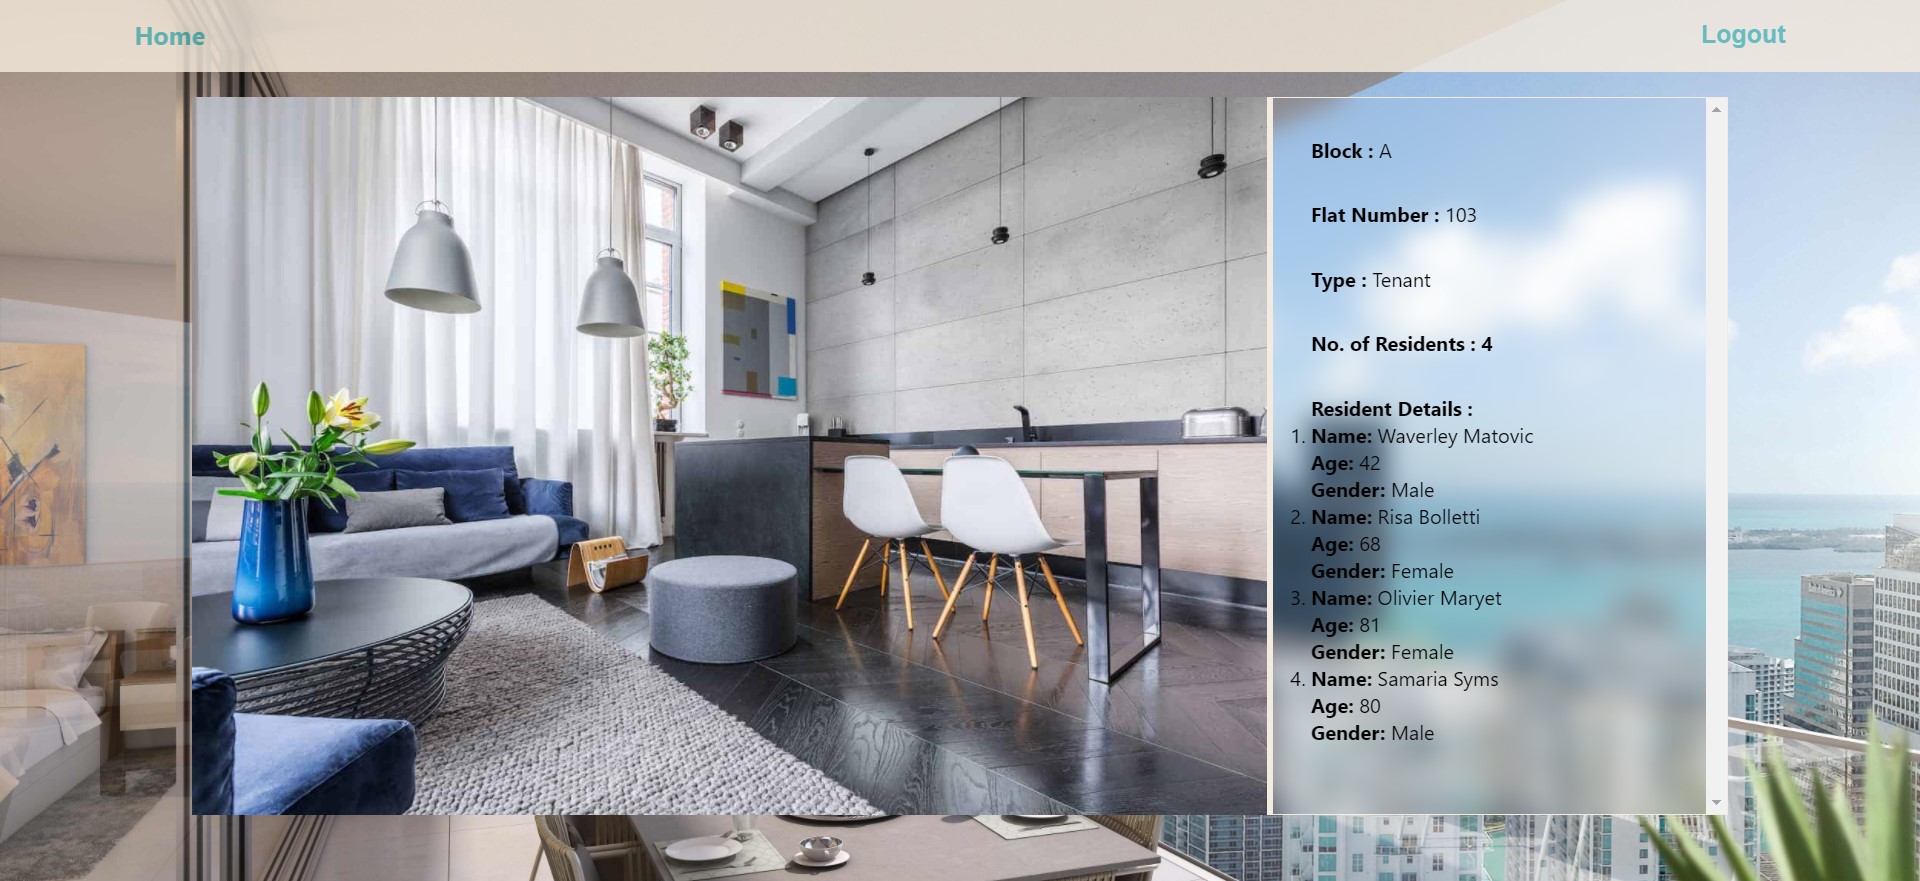 Home
Logout
Block : A
Flat Number : 103
Type : Tenant
No. of Residents : 4
Resident Details :
1. Name: Waverley Matovic
Age: 42
Gender: Male
2. Name: Risa Bolletti
Age: 68
Gender: Female
3. Name: Olivier Maryet
Age: 81
Gender: Female
4. Name: Samaria Syms
Age: 80
Gender: Male